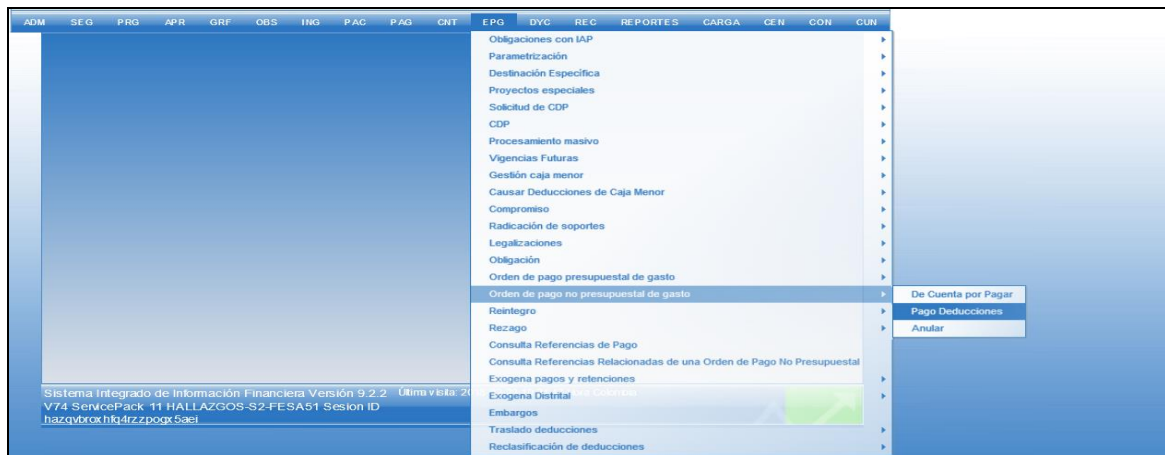 ADM SEG PRG APR GRF OBS ING PAC PAG CNT EPG DYC REC REPORTES CARGA CEN CON CUN
Obligaciones con IAP
Parametrización
Destinación Específica
Proyectos especiales
Solicitud de CDP
CDP
Procesamiento masivo
Vigencias Futuras
Gestión caja menor
Causar Deducciones de Caja Menor
Compromiso
Radicación de soportes
Legalizaciones
Obligación
Orden de pago presupuestal de gasto
Orden de pago no presupuestal de gasto
De Cuenta por Pagar
Pago Deducciones
Anular
Reintegro
Rezago
Consulta Referencias de Pago
Consulta Referencias Relacionadas de una Orden de Pago No Presupuestal
Exogena pagos y retenciones
Exogena Distrital
Embargos
Traslado deducciones
Reclasificación de deducciones
Sistema Integrado de Información Financiera Versión 9.2.2 Última visita: 20
V74 ServicePack 11 HALLAZGOS-S2-FESA51 Sesion ID
hazqvbroxhfq4rzzpogx5aei